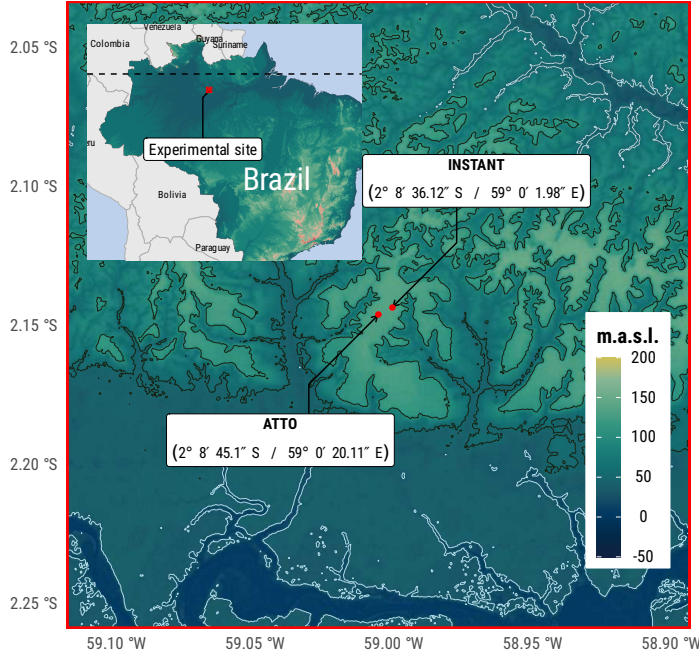 2.05 °S
2.10 °S
2.15 °S
2.20 °S
2.25 °S
Colombia
Venezuela
Guyana
Suriname
eru
Experimental site
Brazil
Bolivia
Paraguay
INSTANT
(2° 8′ 36.12″ S / 59° 0′ 1.98″ E)
ATTO
(2° 8′ 45.1″ S / 59° 0′ 20.11″ E)
m.a.s.l.
200
150
100
50
0
-50
59.10 °W
59.05 °W
59.00 °W
58.95 °W
58.90 °W